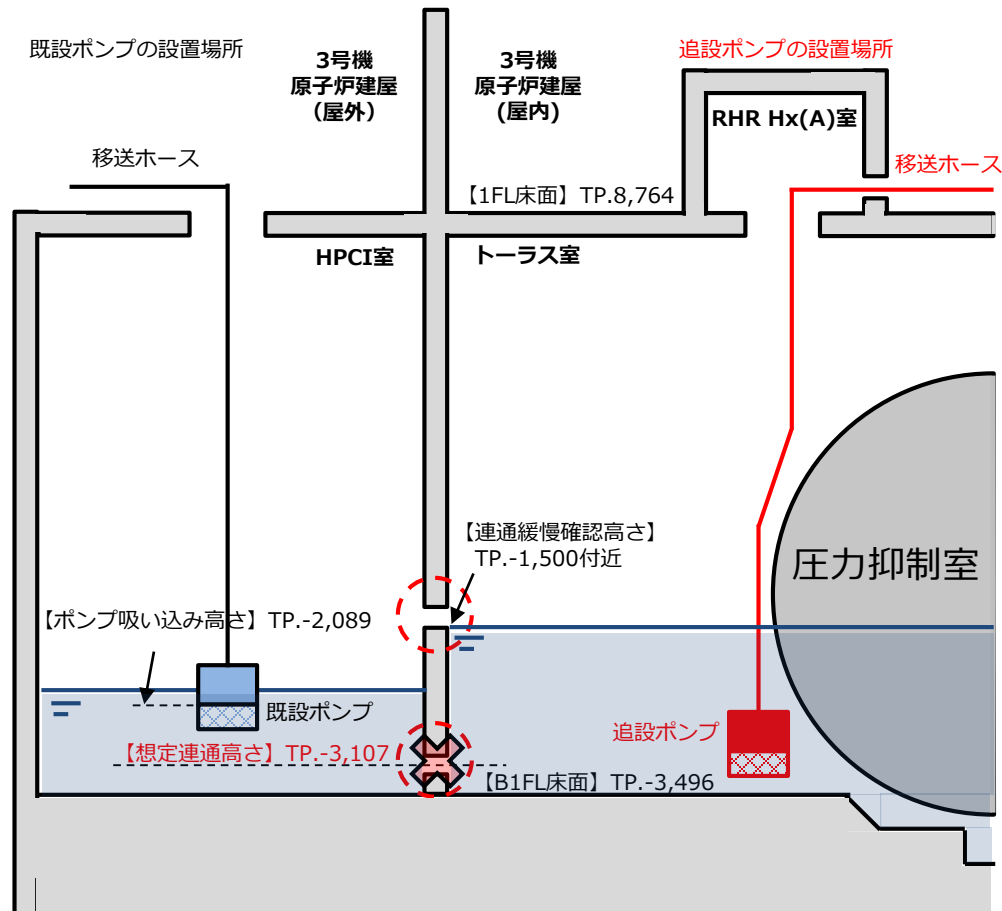 既設ポンプの設置場所
3号機
原子炉建屋
（屋外）
3号機
原子炉建屋
(屋内)
追設ポンプの設置場所
RHR Hx(A)室
移送ホース
移送ホース
【1FL床面】TP.8,764
HPCI室
トーラス室
【連通緩慢確認高さ】
TP.-1,500付近
圧力抑制室
【ポンプ吸い込み高さ】TP.-2,089
既設ポンプ
追設ポンプ
【想定連通高さ】TP.-3,107
【B1FL床面】TP.-3,496